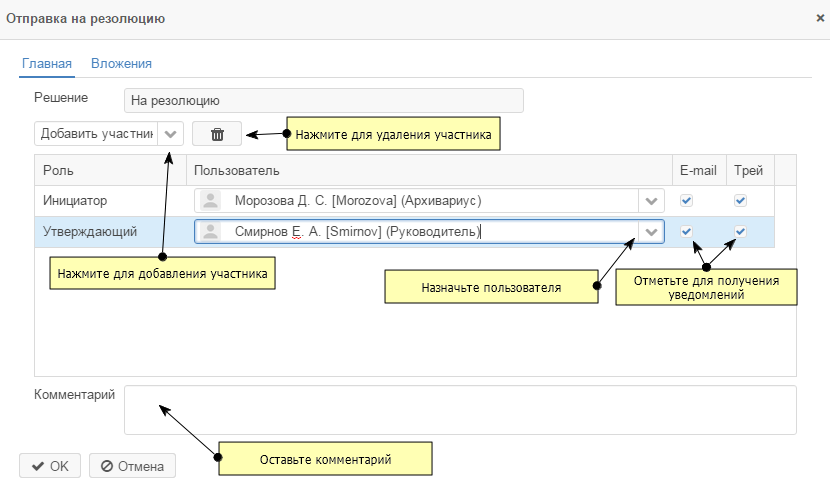 Отправка на резолюцию
Главная Вложения
Решение На резолюцию
Добавить участник
Нажмите для удаления участника
Роль Пользователь E-mail Трей
Инициатор Морозова Д. С. [Morozova] (Архивариус)
Утверждающий Смирнов Е. А. [Smirnov] (Руководитель)
Нажмите для добавления участника
Назначьте пользователя
Отметьте для получения
уведомлений
Комментарий
Оставьте комментарий
OK Отмена